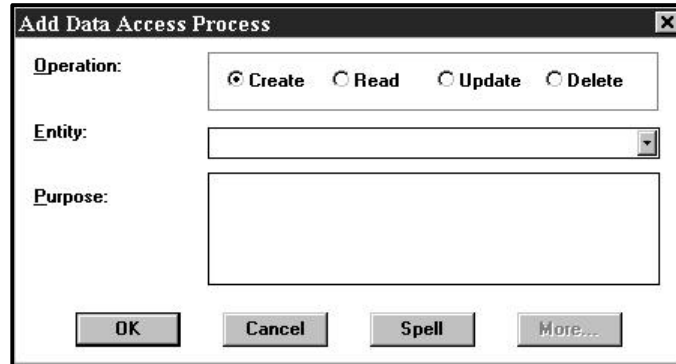 Add Data Access Process
Operation:
Create Read Update Delete
Entity:
Purpose:
OK Cancel Spell More...